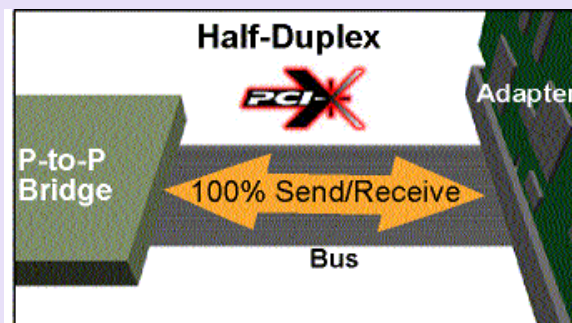 Half-Duplex
PCI-X
Adapter
P-to-P
Bridge
100% Send/Receive
Bus